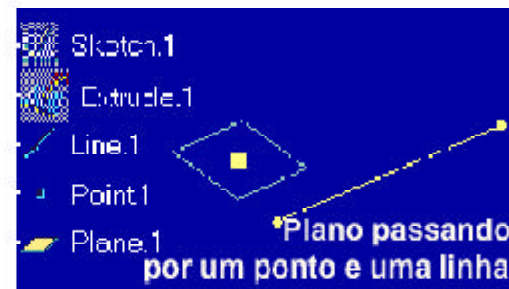 Sketch.1
Extrude.1
Line.1
Point.1
Plane.1
Plano passando
por um ponto e uma linha